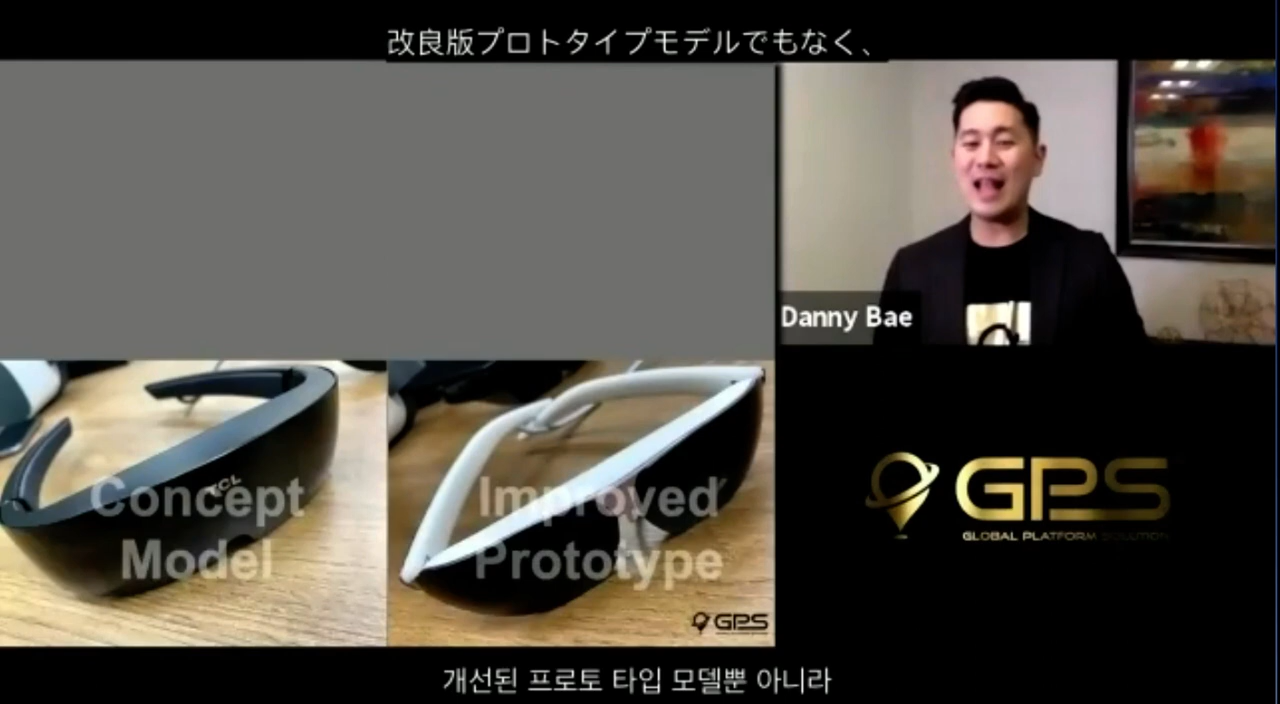 改良版プロトタイプモデルでもなく、
Danny Bae
TCL
Concept
Model
Improved
Prototype
GPS
GPS
GLOBAL PLATFORM SOLUTION
개선된 프로토 타입 모델뿐 아니라